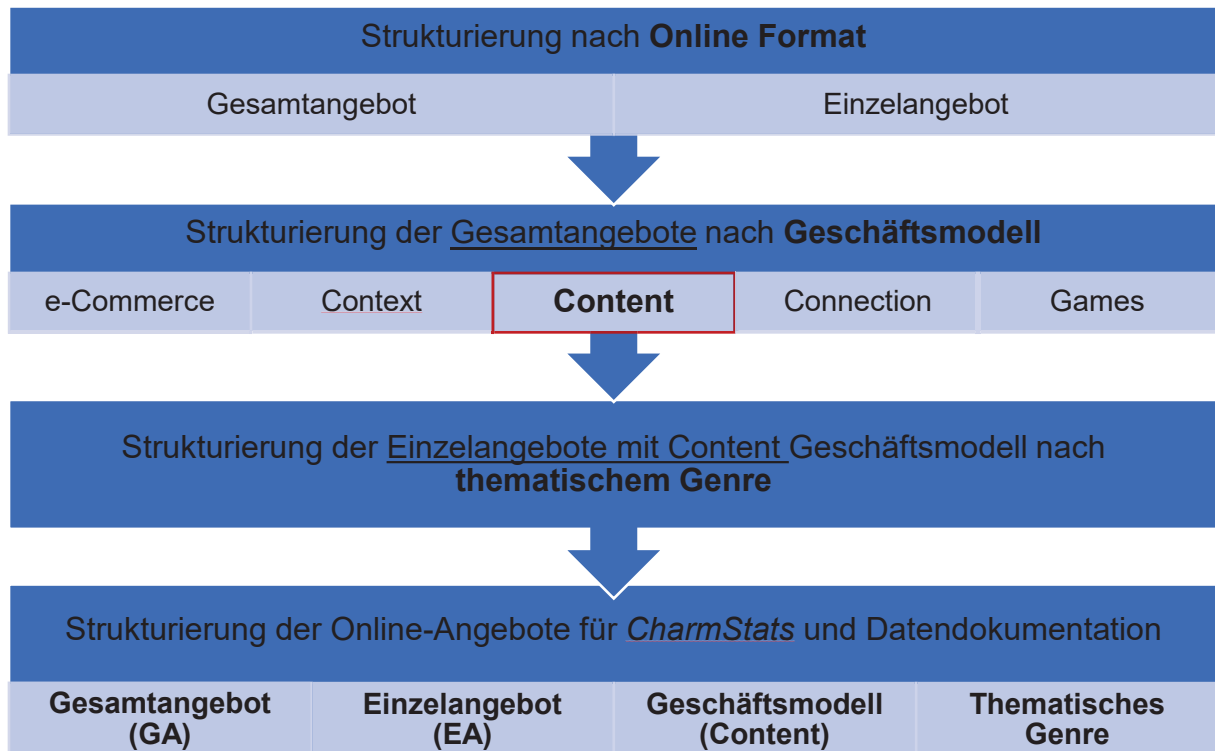 Strukturierung nach Online Format
Gesamtangebot
Einzelangebot
Strukturierung der Gesamtangebote nach Geschäftsmodell
e-Commerce
Context
Content
Connection
Games
Strukturierung der Einzelangebote mit Content Geschäftsmodell nach
thematischem Genre
Strukturierung der Online-Angebote für CharmStats und Datendokumentation
Gesamtangebot
(GA)
Einzelangebot
(EA)
Geschäftsmodell
(Content)
Thematisches
Genre